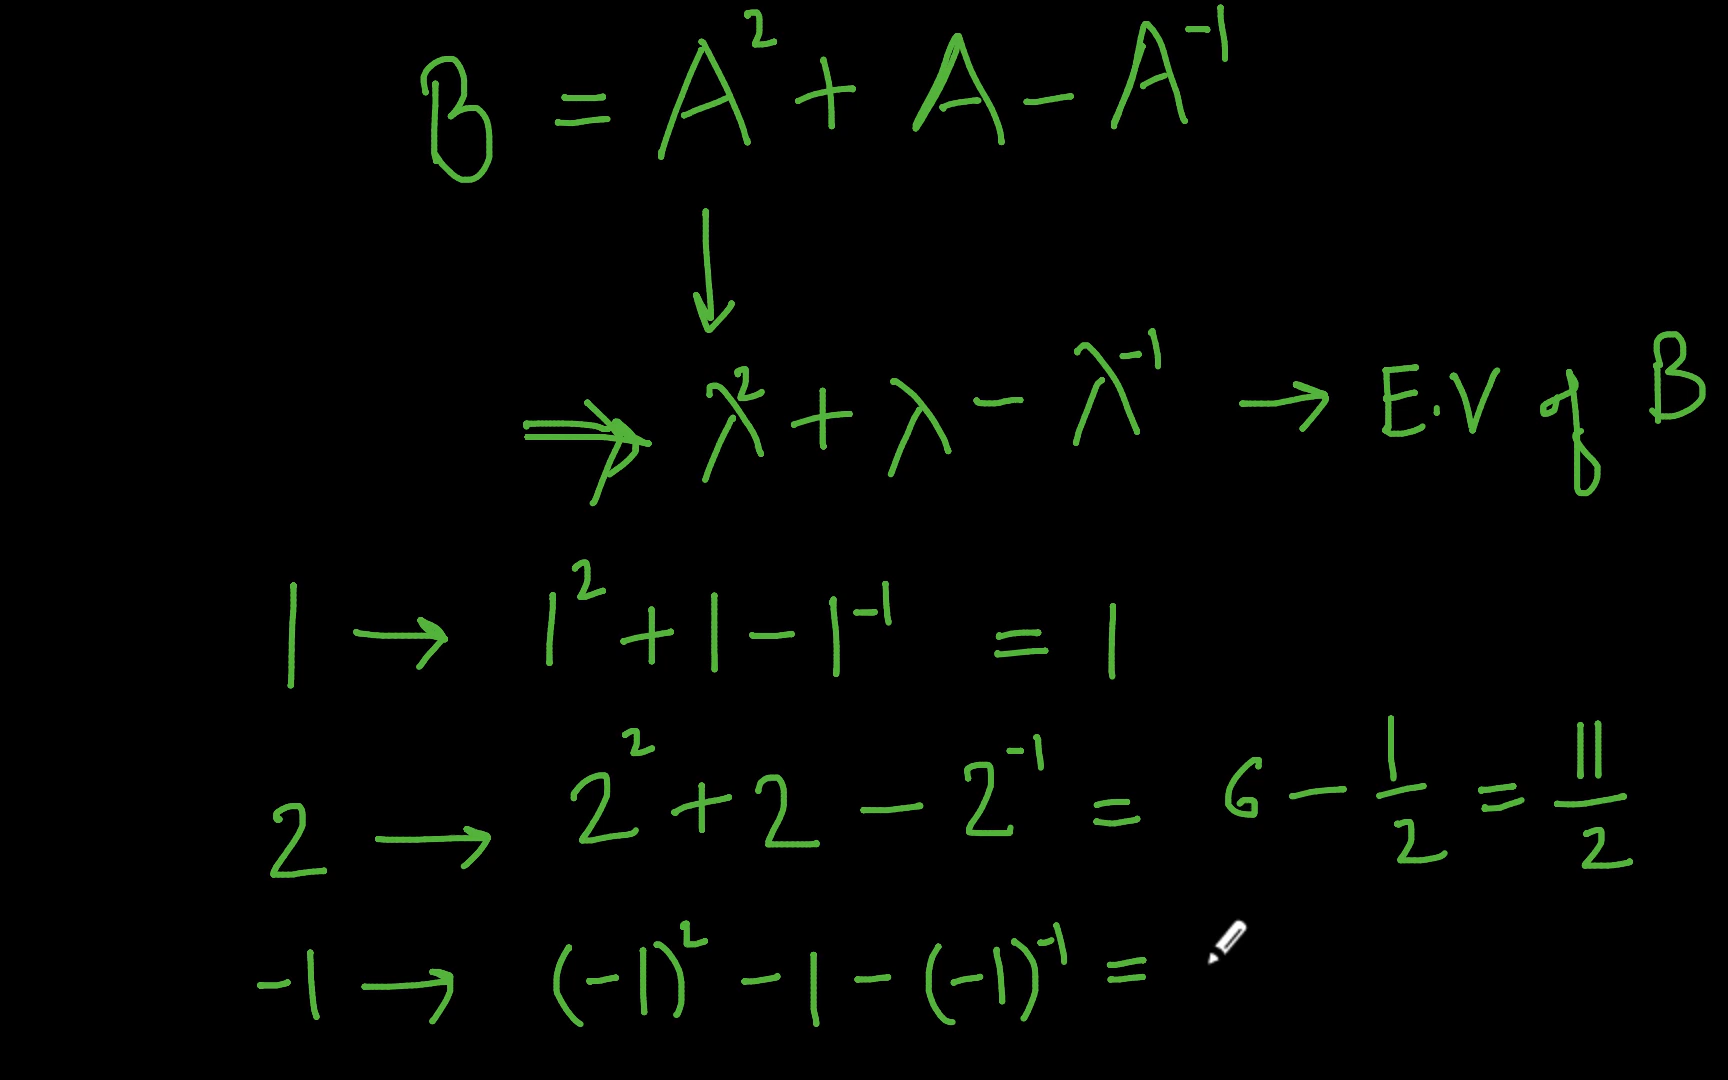 B = A² + A - A⁻¹
↓
⇒ λ² + λ - λ⁻¹ → E.V of B
1 → 1² + 1 - 1⁻¹ = 1
2 → 2² + 2 - 2⁻¹ = 6 - 1/2 = 11/2
-1 → (-1)² - 1 - (-1)⁻¹ =